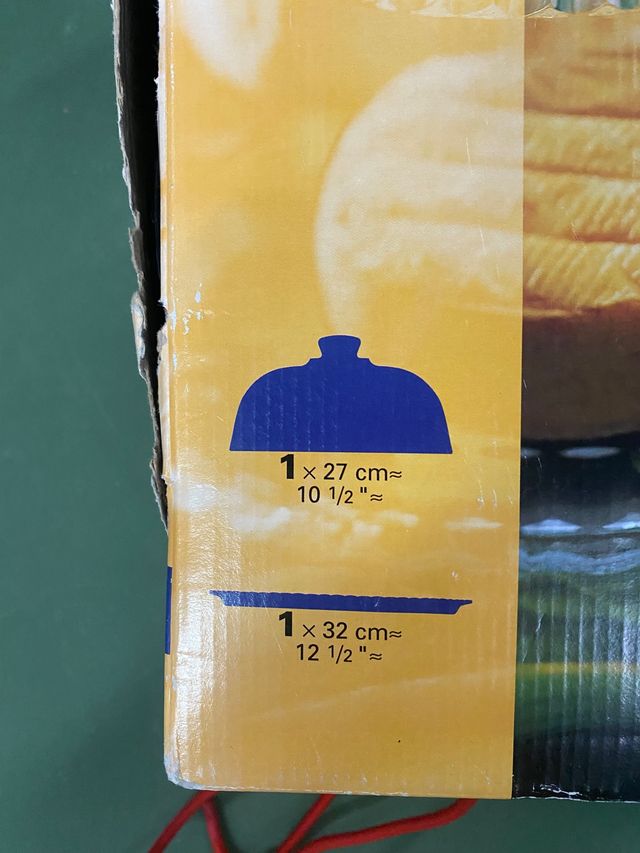 1 × 27 cm≈
10 1/2 "≈
1 × 32 cm≈
12 1/2 "≈